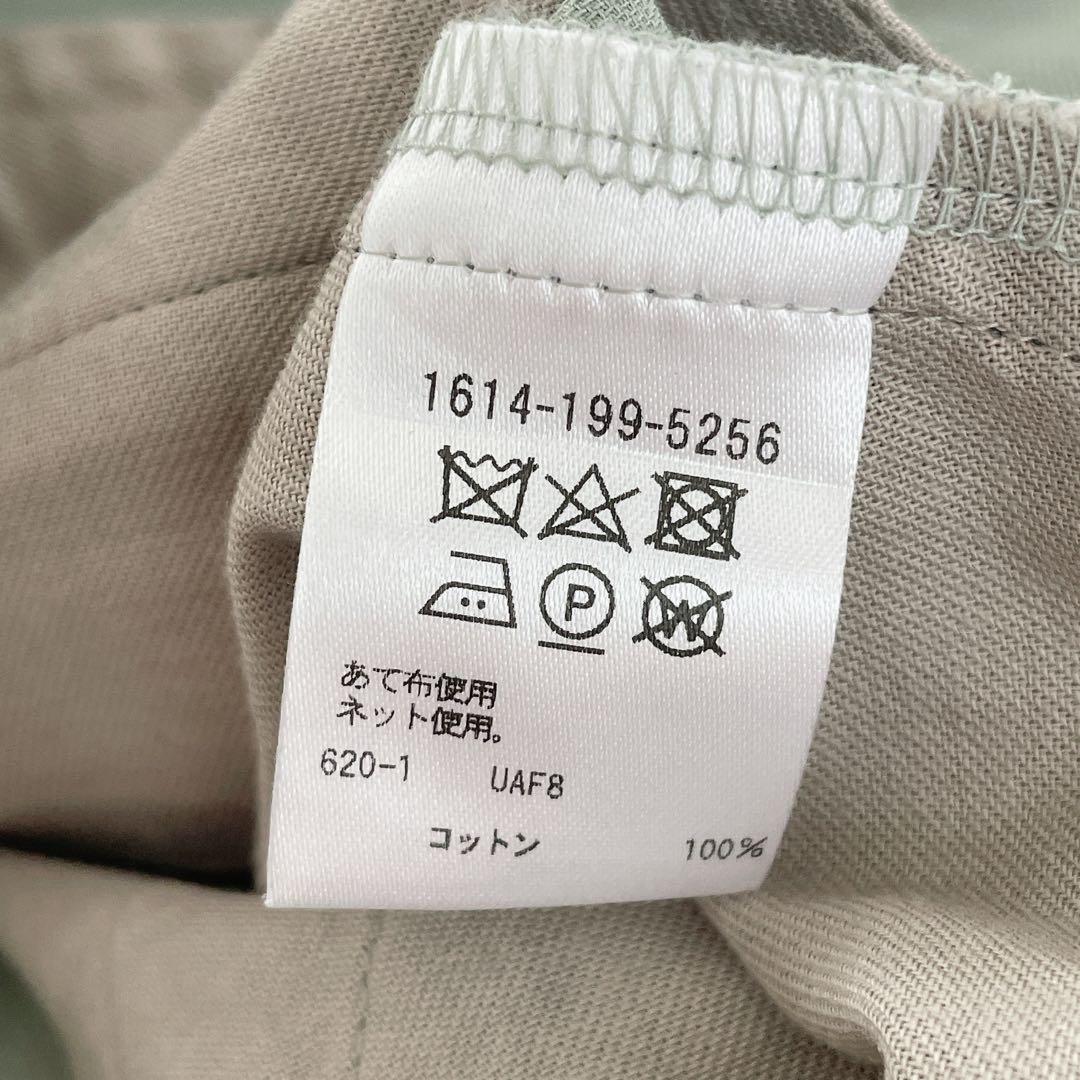 1614-199-5256
P W
あて布使用
ネット使用。
620-1 UAF8
コットン 100%